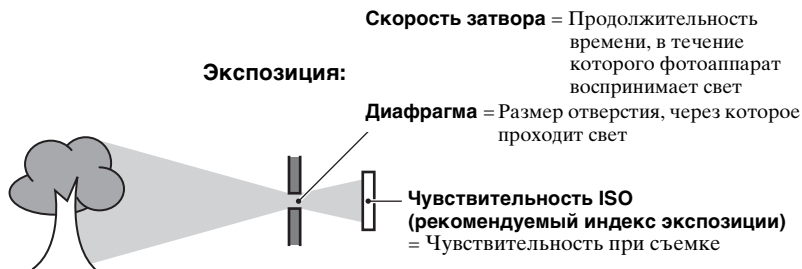 Скорость затвора = Продолжительность
времени, в течение
которого фотоаппарат
воспринимает свет
Экспозиция:
Диафрагма = Размер отверстия, через которое
проходит свет
Чувствительность ISO
(рекомендуемый индекс экспозиции)
= Чувствительность при съемке